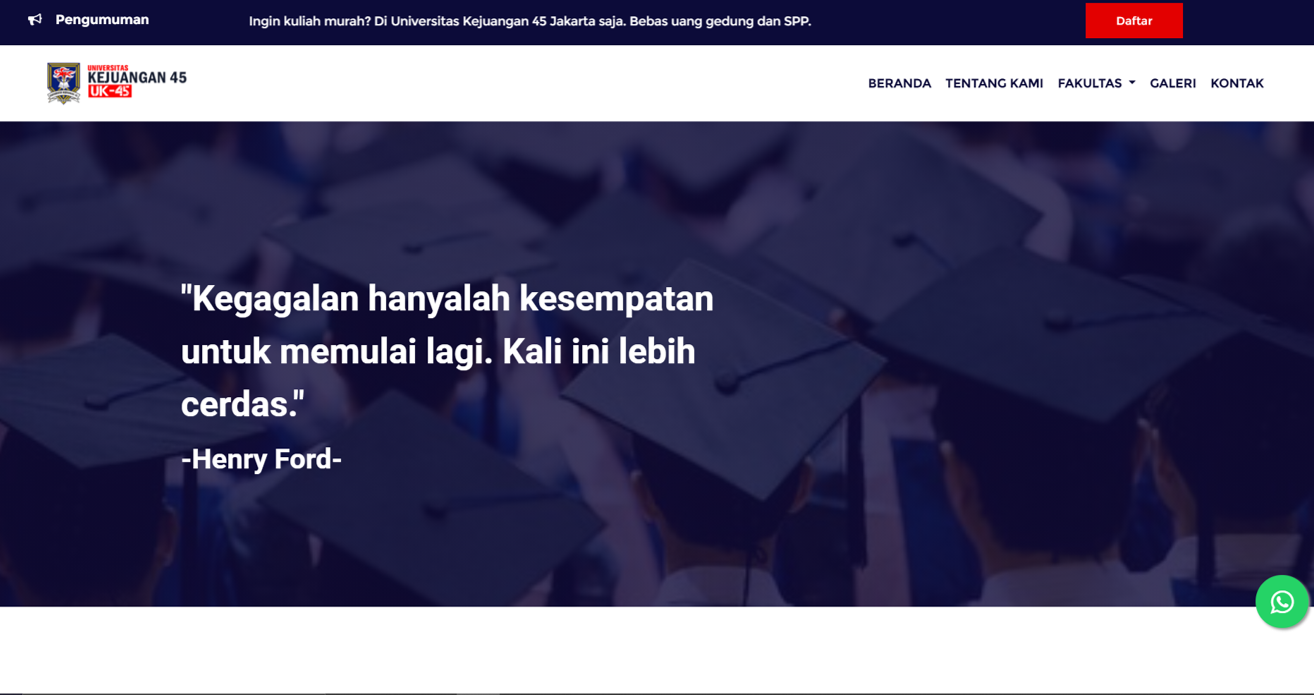 Pengumuman
Ingin kuliah murah? Di Universitas Kejuangan 45 Jakarta saja. Bebas uang gedung dan SPP.
Daftar
UNIVERSITAS
KEJUANGAN 45
UK-45
BERANDA TENTANG KAMI FAKULTAS GALERI KONTAK
"Kegagalan hanyalah kesempatan
untuk memulai lagi. Kali ini lebih
cerdas."
-Henry Ford-